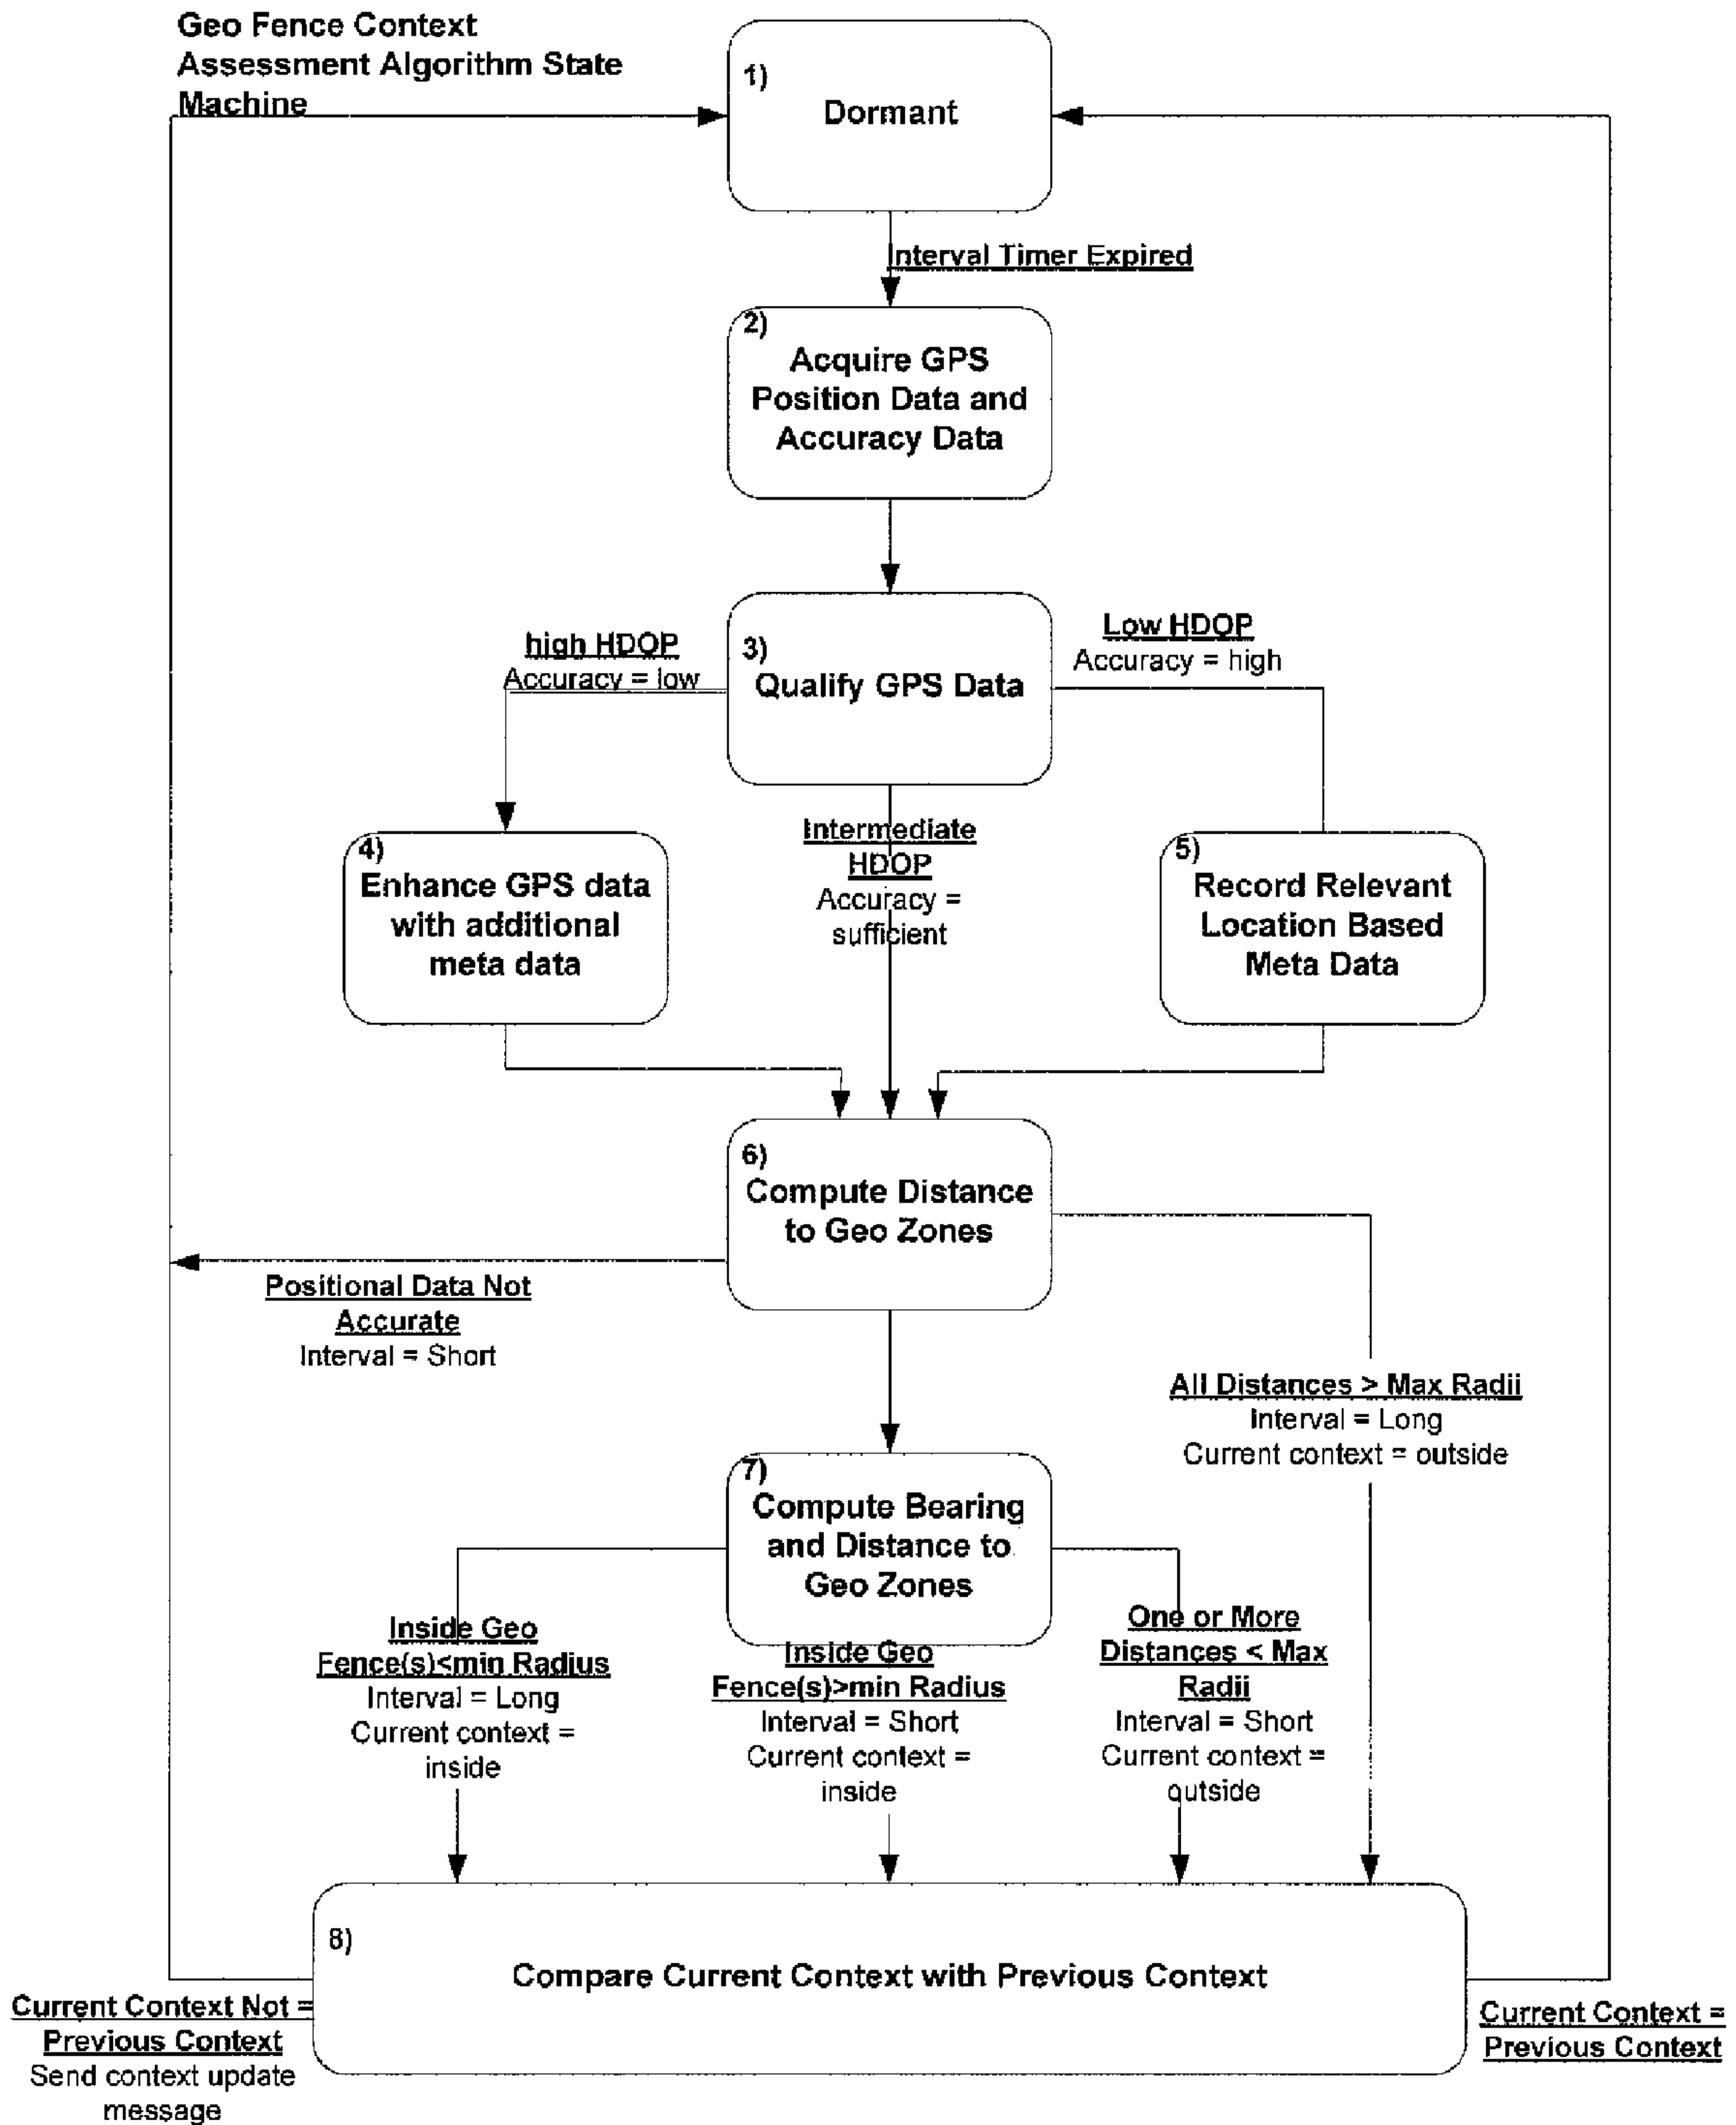 Geo Fence Context
Assessment Algorithm State
Machine
1)
Dormant
Interval Timer Expired
2)
Acquire GPS
Position Data and
Accuracy Data
high HDOP
Accuracy = low
3)
Qualify GPS Data
Low HDOP
Accuracy = high
4)
Enhance GPS data
with additional
meta data
Intermediate
HDOP
Accuracy =
sufficient
5)
Record Relevant
Location Based
Meta Data
6)
Compute Distance
to Geo Zones
Positional Data Not
Accurate
Interval = Short
All Distances > Max Radii
Interval = Long
Current context = outside
7)
Compute Bearing
and Distance to
Geo Zones
Inside Geo
Fence(s)<min Radius
Interval = Long
Current context =
inside
Inside Geo
Fence(s)>min Radius
Interval = Short
Current context =
inside
One or More
Distances < Max
Radii
Interval = Short
Current context =
outside
8)
Compare Current Context with Previous Context
Current Context Not =
Previous Context
Send context update
message
Current Context =
Previous Context